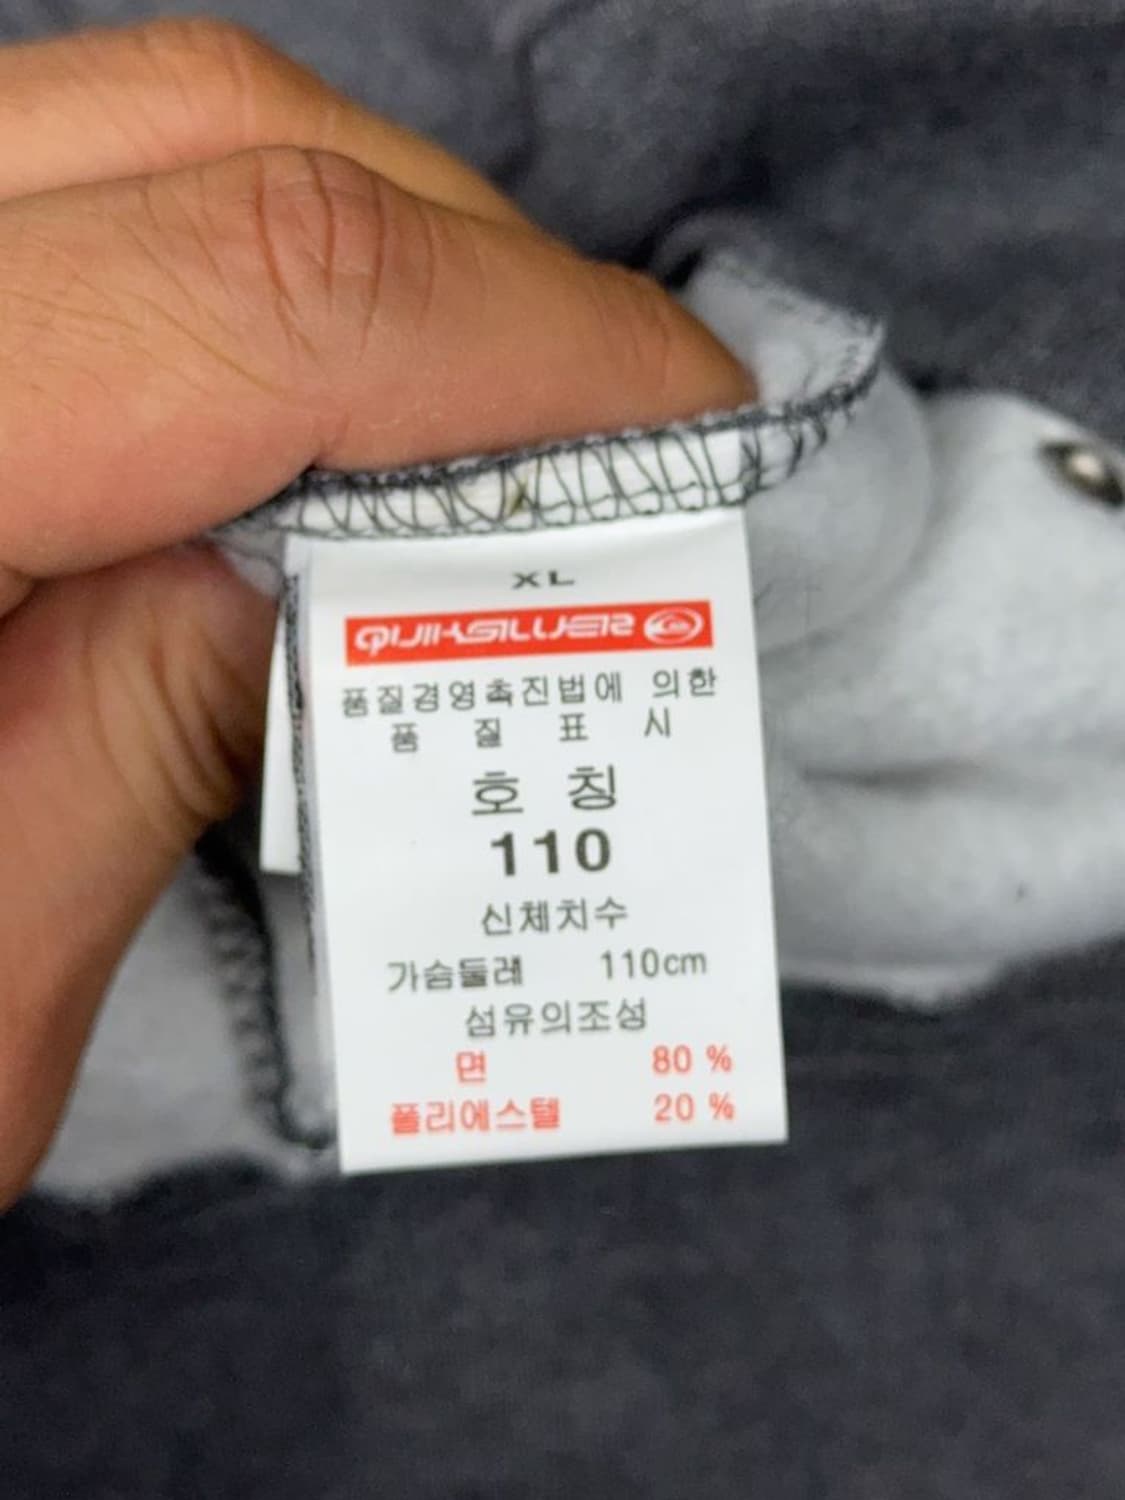 XL
QUIKSILVER
품질경영촉진법에 의한
품 질 표 시
호 칭
110
신체치수
가슴둘레 110cm
섬유의조성
면 80 %
폴리에스텔 20 %